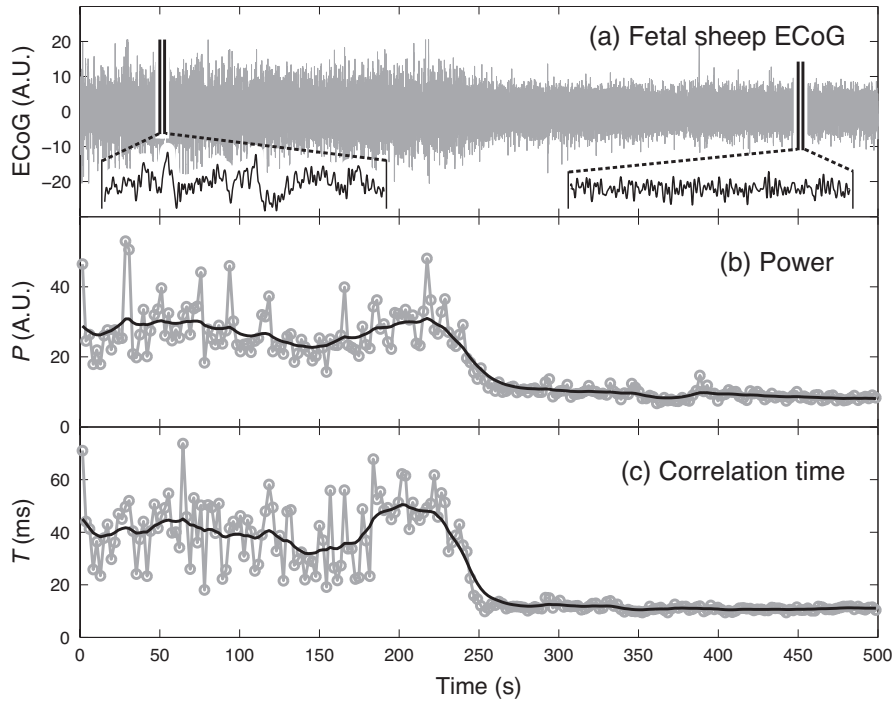 (a) Fetal sheep ECoG
ECoG (A.U.)
20
10
0
−10
−20
(b) Power
P (A.U.)
40
20
0
(c) Correlation time
T (ms)
60
40
20
0
0 50 100 150 200 250 300 350 400 450 500
Time (s)